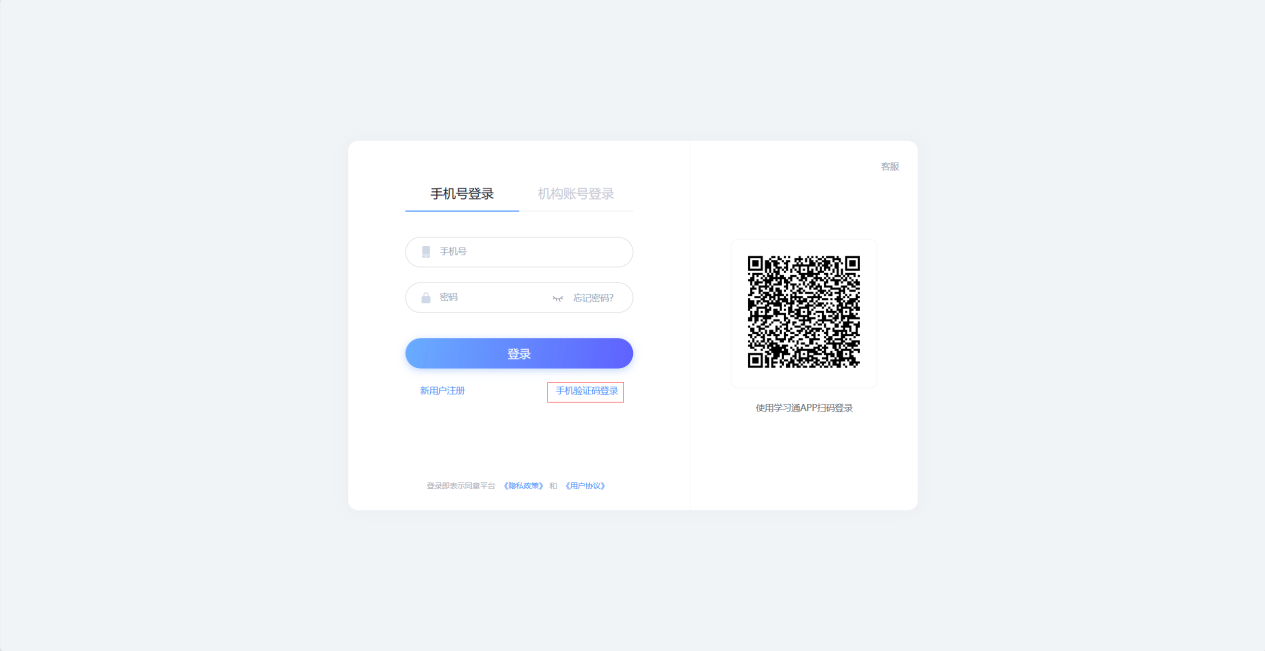 客服
手机号登录 机构账号登录
手机号
密码 忘记密码?
登录
新用户注册 手机验证码登录
使用学习通APP扫码登录
登录即表示同意平台 《隐私政策》 和 《用户协议》